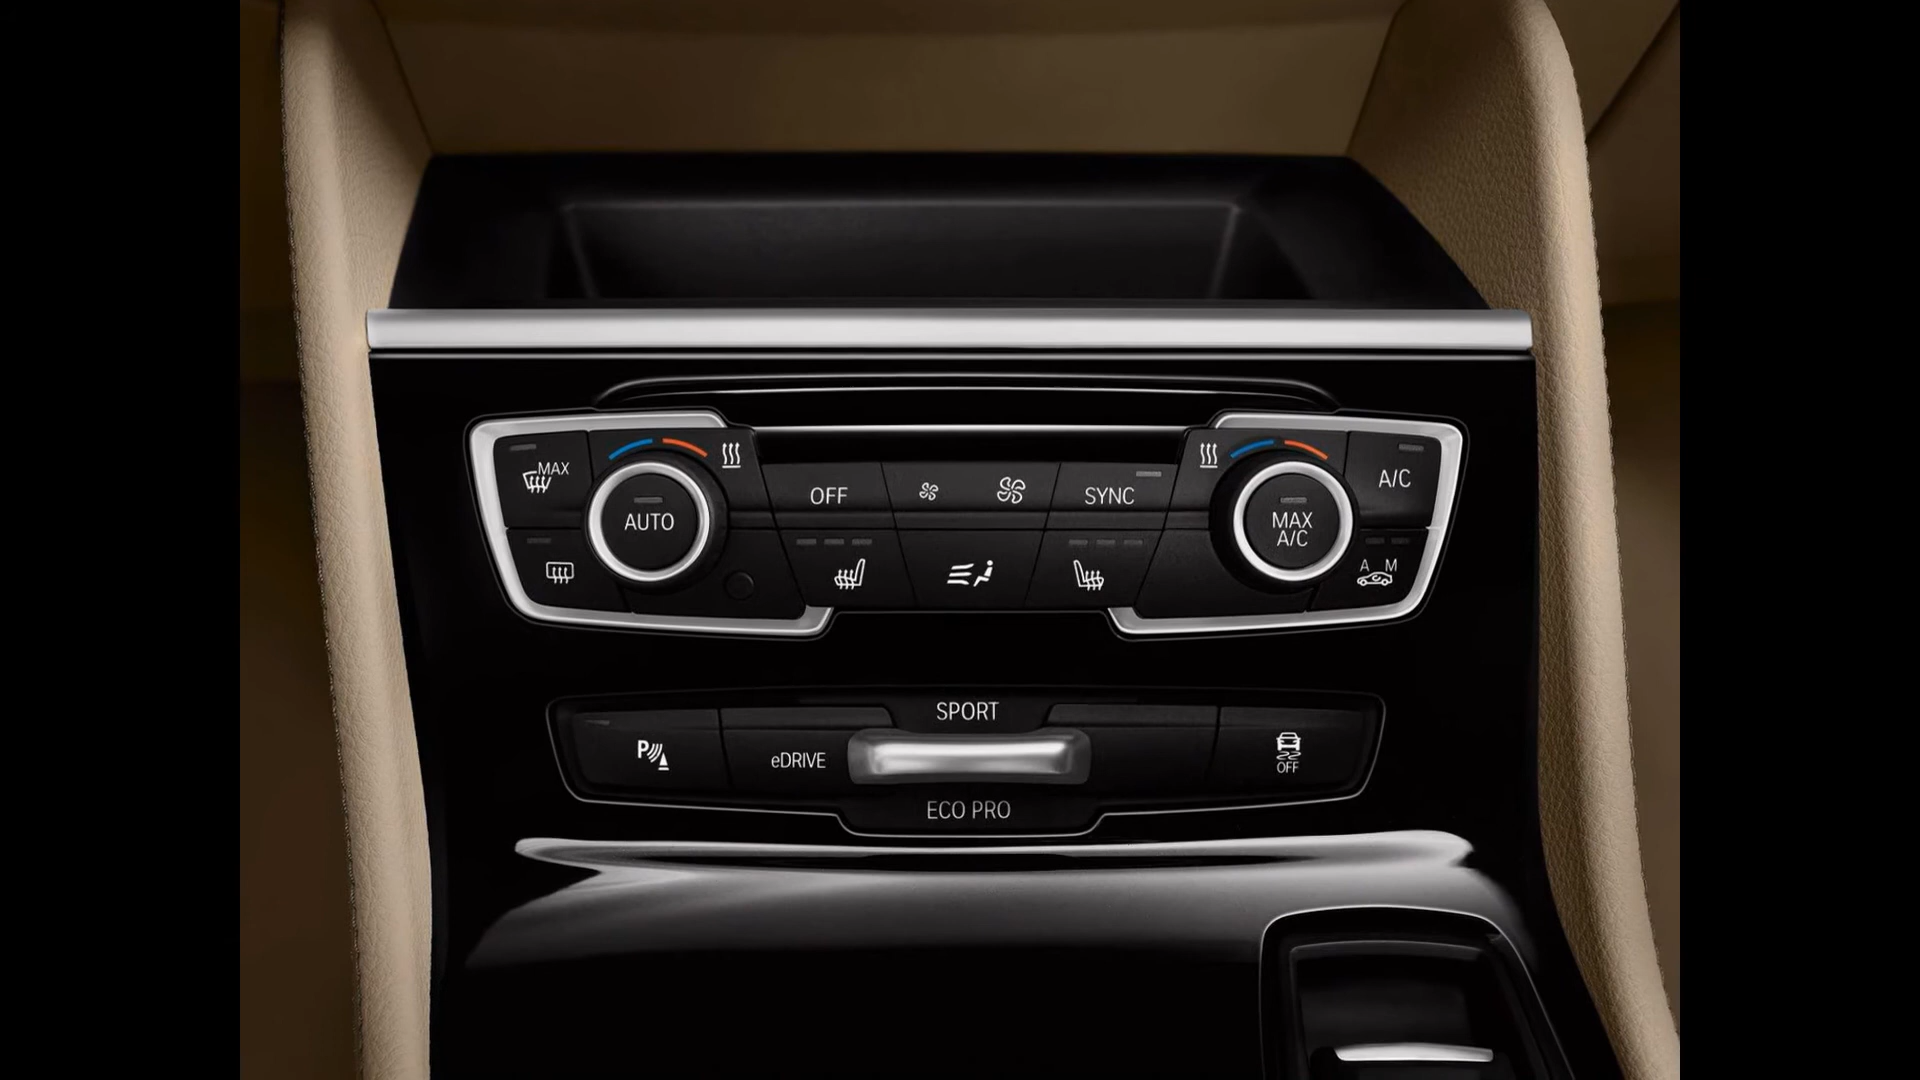 MAX
AUTO
OFF
SYNC
MAX
A/C
A/C
A M
SPORT
P
eDRIVE
OFF
ECO PRO